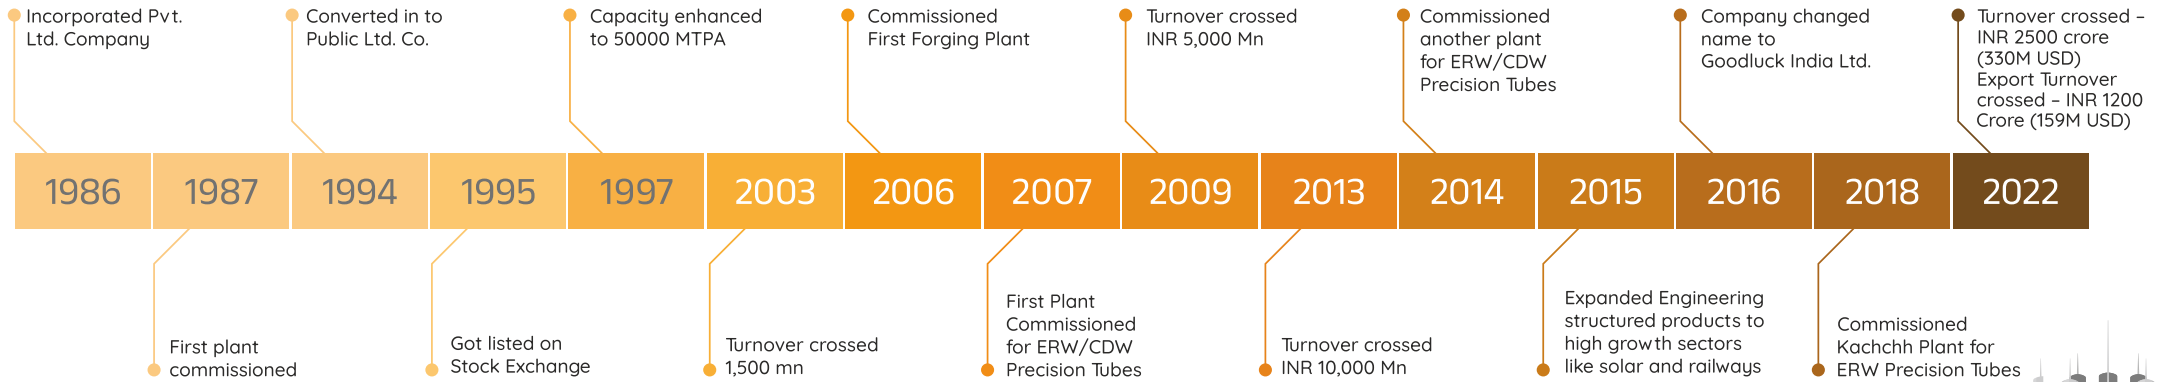 Incorporated Pvt.
Ltd. Company
Converted in to
Public Ltd. Co.
Capacity enhanced
to 50000 MTPA
Commissioned
First Forging Plant
Turnover crossed
INR 5,000 Mn
Commissioned
another plant
for ERW/CDW
Precision Tubes
Company changed
name to
Goodluck India Ltd.
Turnover crossed –
INR 2500 crore
(330M USD)
Export Turnover
crossed – INR 1200
Crore (159M USD)
1986
1987
1994
1995
1997
2003
2006
2007
2009
2013
2014
2015
2016
2018
2022
First plant
commissioned
Got listed on
Stock Exchange
Turnover crossed
1,500 mn
First Plant
Commissioned
for ERW/CDW
Precision Tubes
Turnover crossed
INR 10,000 Mn
Expanded Engineering
structured products to
high growth sectors
like solar and railways
Commissioned
Kachchh Plant for
ERW Precision Tubes